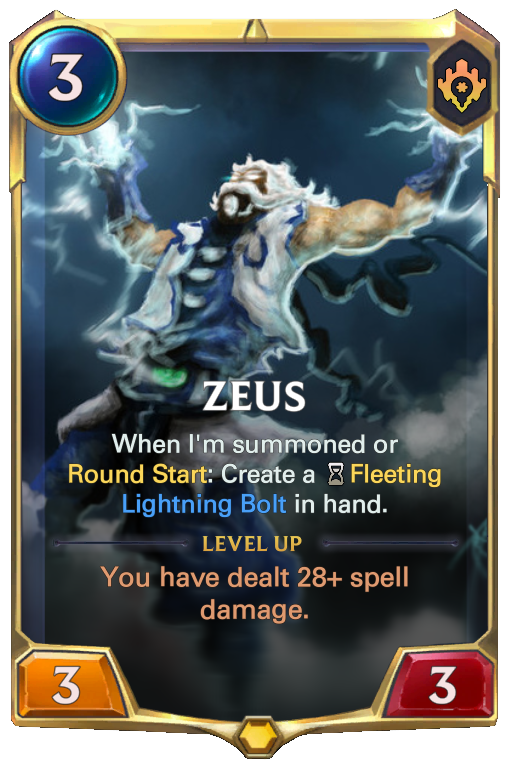 3
ZEUS
When I'm summoned or
Round Start: Create a Fleeting
Lightning Bolt in hand.
LEVEL UP
You have dealt 28+ spell
damage.
3
3